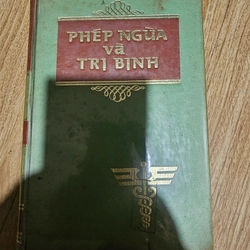 PHÉP NGỪA
và
TRỊ BỊNH